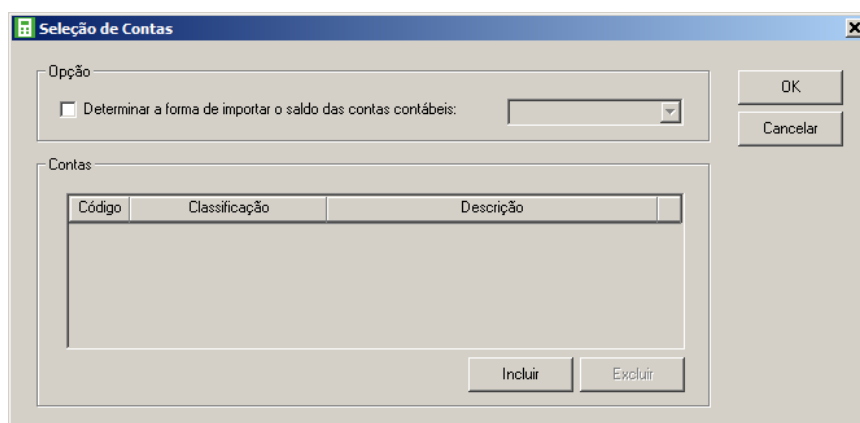 Seleção de Contas
Opção
Determinar a forma de importar o saldo das contas contábeis:
OK
Cancelar
Contas
Código Classificação Descrição
Incluir Excluir